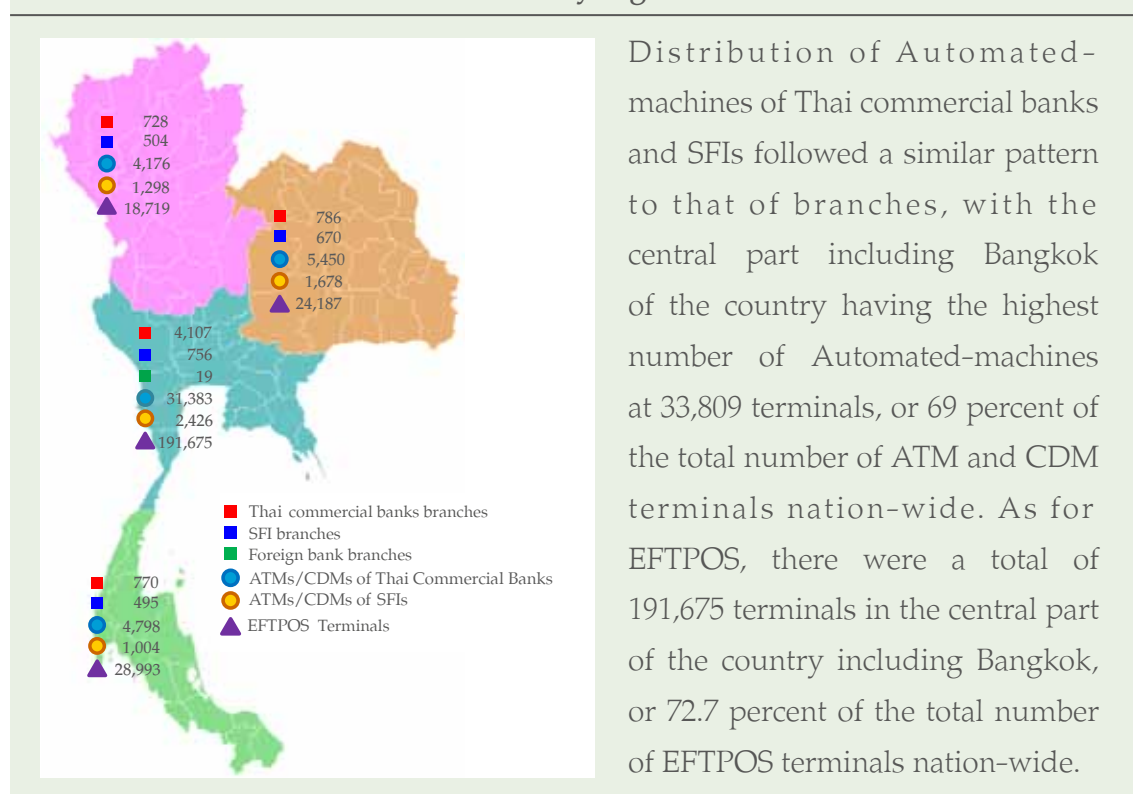 728
504
4,176
1,298
18,719
786
670
5,450
1,678
24,187
4,107
756
19
31,383
2,426
191,675
Thai commercial banks branches
SFI branches
Foreign bank branches
ATMs/CDMs of Thai Commercial Banks
ATMs/CDMs of SFIs
EFTPOS Terminals
770
495
4,798
1,004
28,993
Distribution of Automated-
machines of Thai commercial banks
and SFIs followed a similar pattern
to that of branches, with the
central part including Bangkok
of the country having the highest
number of Automated-machines
at 33,809 terminals, or 69 percent of
the total number of ATM and CDM
terminals nation-wide. As for
EFTPOS, there were a total of
191,675 terminals in the central part
of the country including Bangkok,
or 72.7 percent of the total number
of EFTPOS terminals nation-wide.